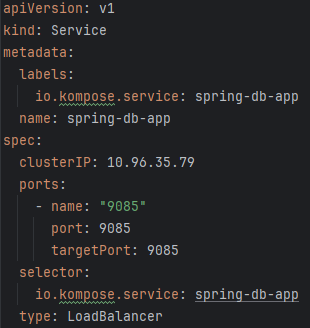 apiVersion: v1
kind: Service
metadata:
  labels:
    io.kompose.service: spring-db-app
  name: spring-db-app
spec:
  clusterIP: 10.96.35.79
  ports:
    - name: "9085"
      port: 9085
      targetPort: 9085
  selector:
    io.kompose.service: spring-db-app
  type: LoadBalancer